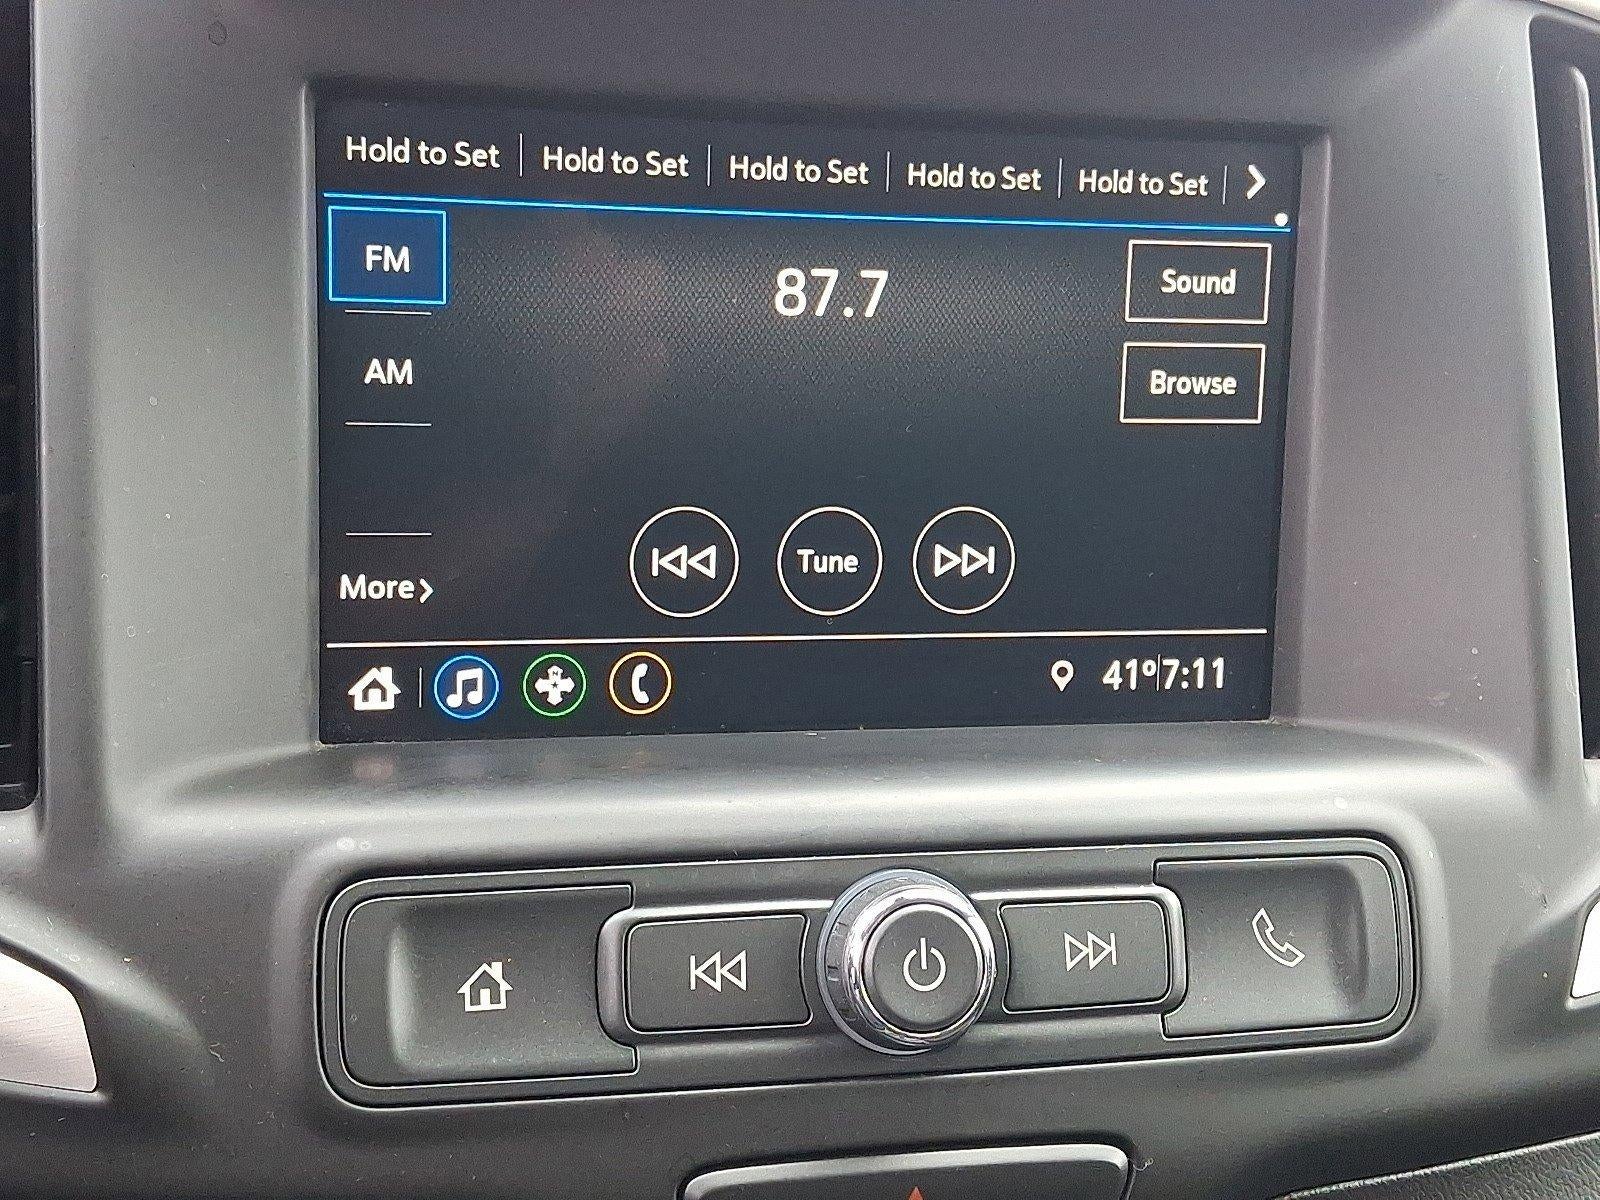 Hold to Set Hold to Set Hold to Set Hold to Set Hold to Set
FM
87.7
Sound
AM
Browse
Tune
More
N
41°7:11